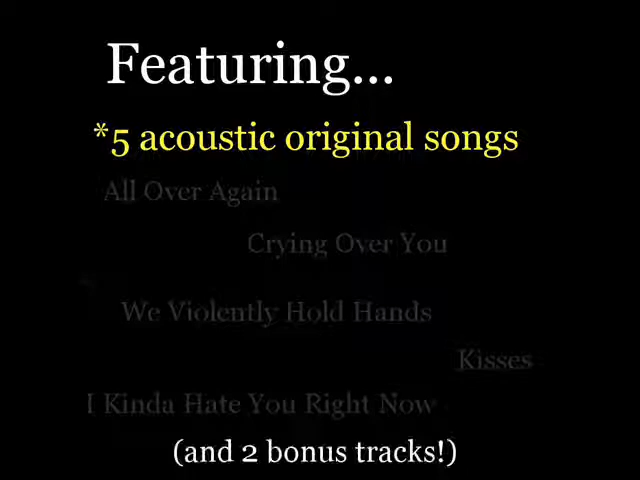 Featuring...
*5 acoustic original songs
All Over Again
Crying Over You
We Violently Hold Hands
Kisses
I Kinda Hate You Right Now
(and 2 bonus tracks!)